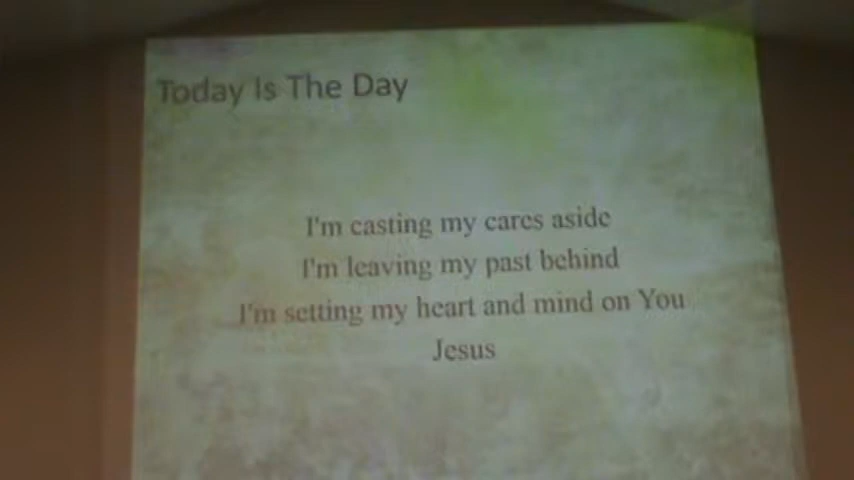 Today Is The Day
I'm casting my cares aside
I'm leaving my past behind
I'm setting my heart and mind on You
Jesus